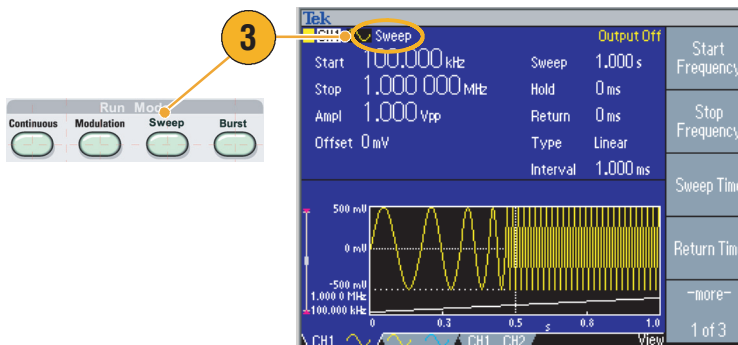 3
Run Mode
Continuous Modulation Sweep Burst
Tek
CH1 Sweep Output Off
Start 100.000 kHz Sweep 1.000 s
Stop 1.000 000 MHz Hold 0 ms
Ampl 1.000 Vpp Return 0 ms
Offset 0 mV Type Linear
Interval 1.000 ms
500 mV
0 mV
-500 mV
1.000 0 MHz
100.000 kHz
0 0.3 0.5 s 0.8 1.0
CH1 CH1 CH2 View
Start
Frequency
Stop
Frequency
Sweep Time
Return Tim
-more-
1 of 3